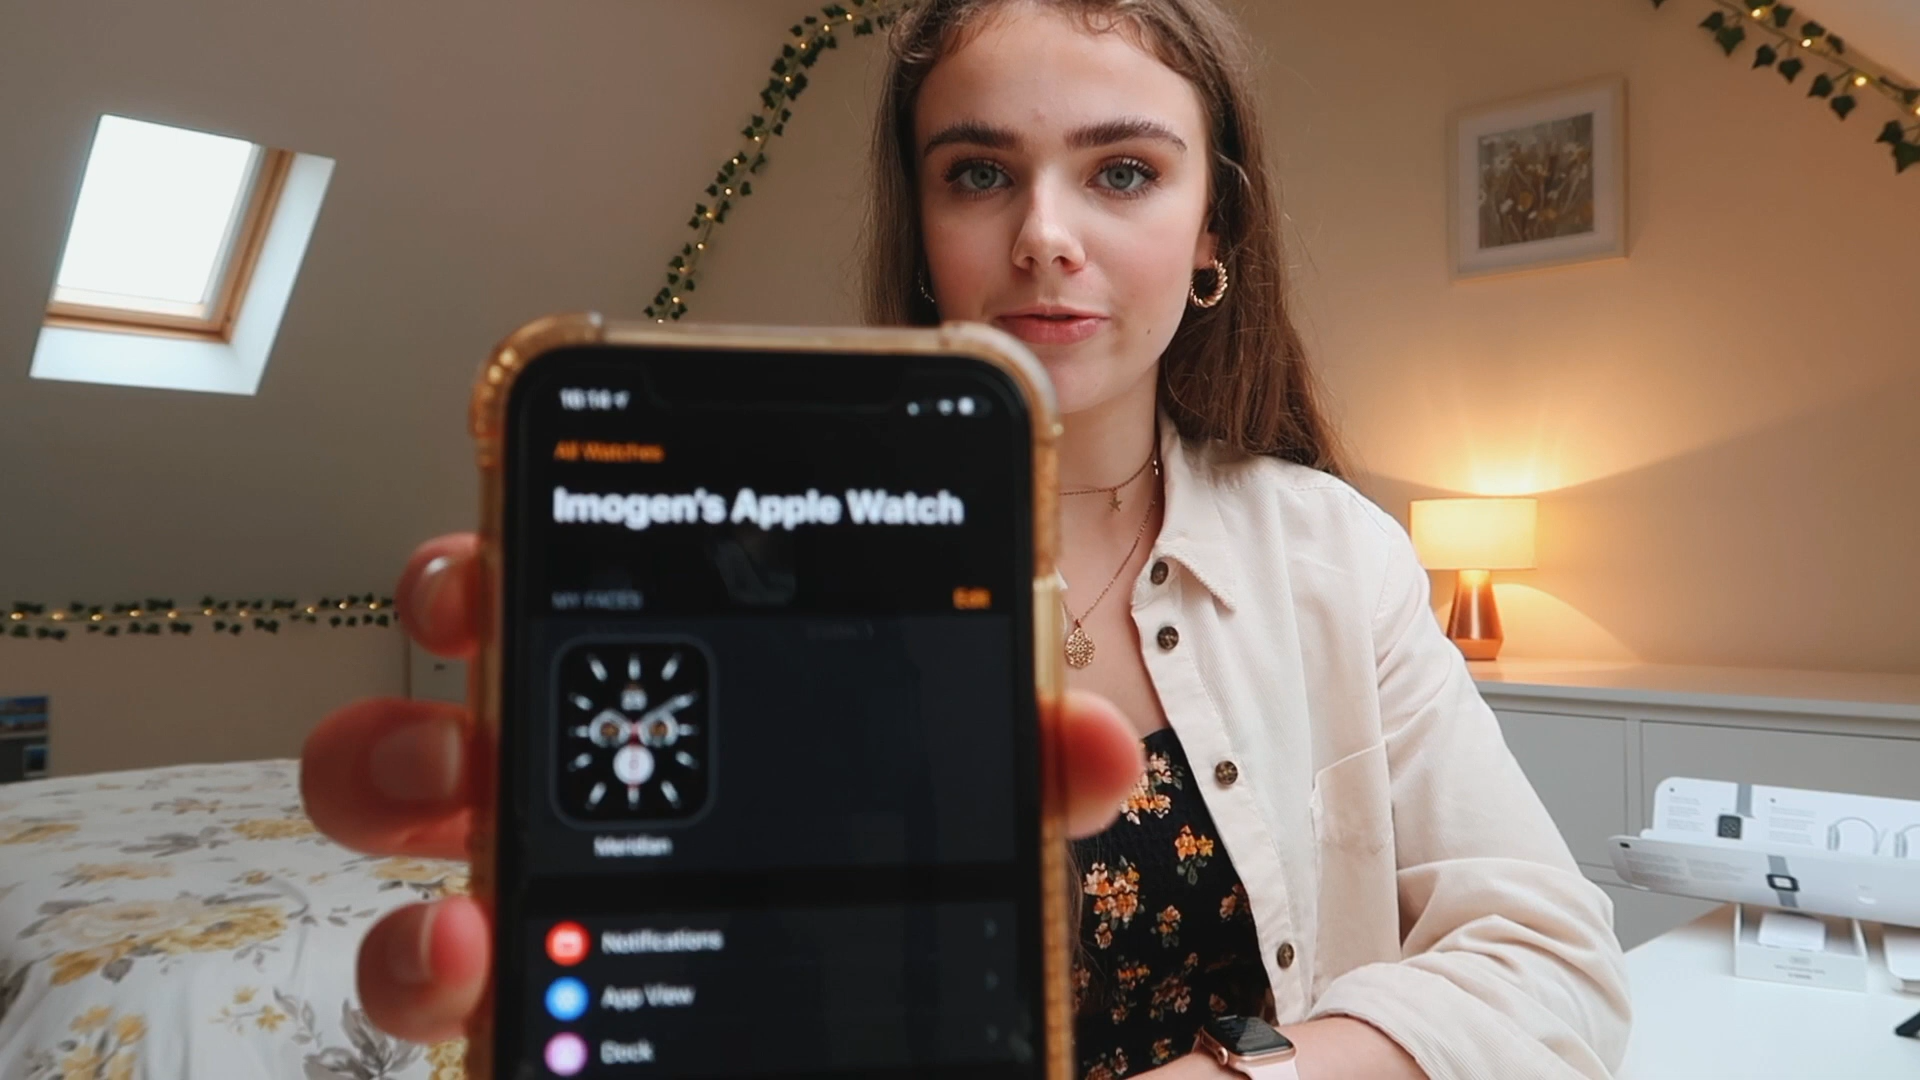 All Watches
Imogen's Apple Watch
MY FACES
Edit
Meridian
Notifications
App View
Dock